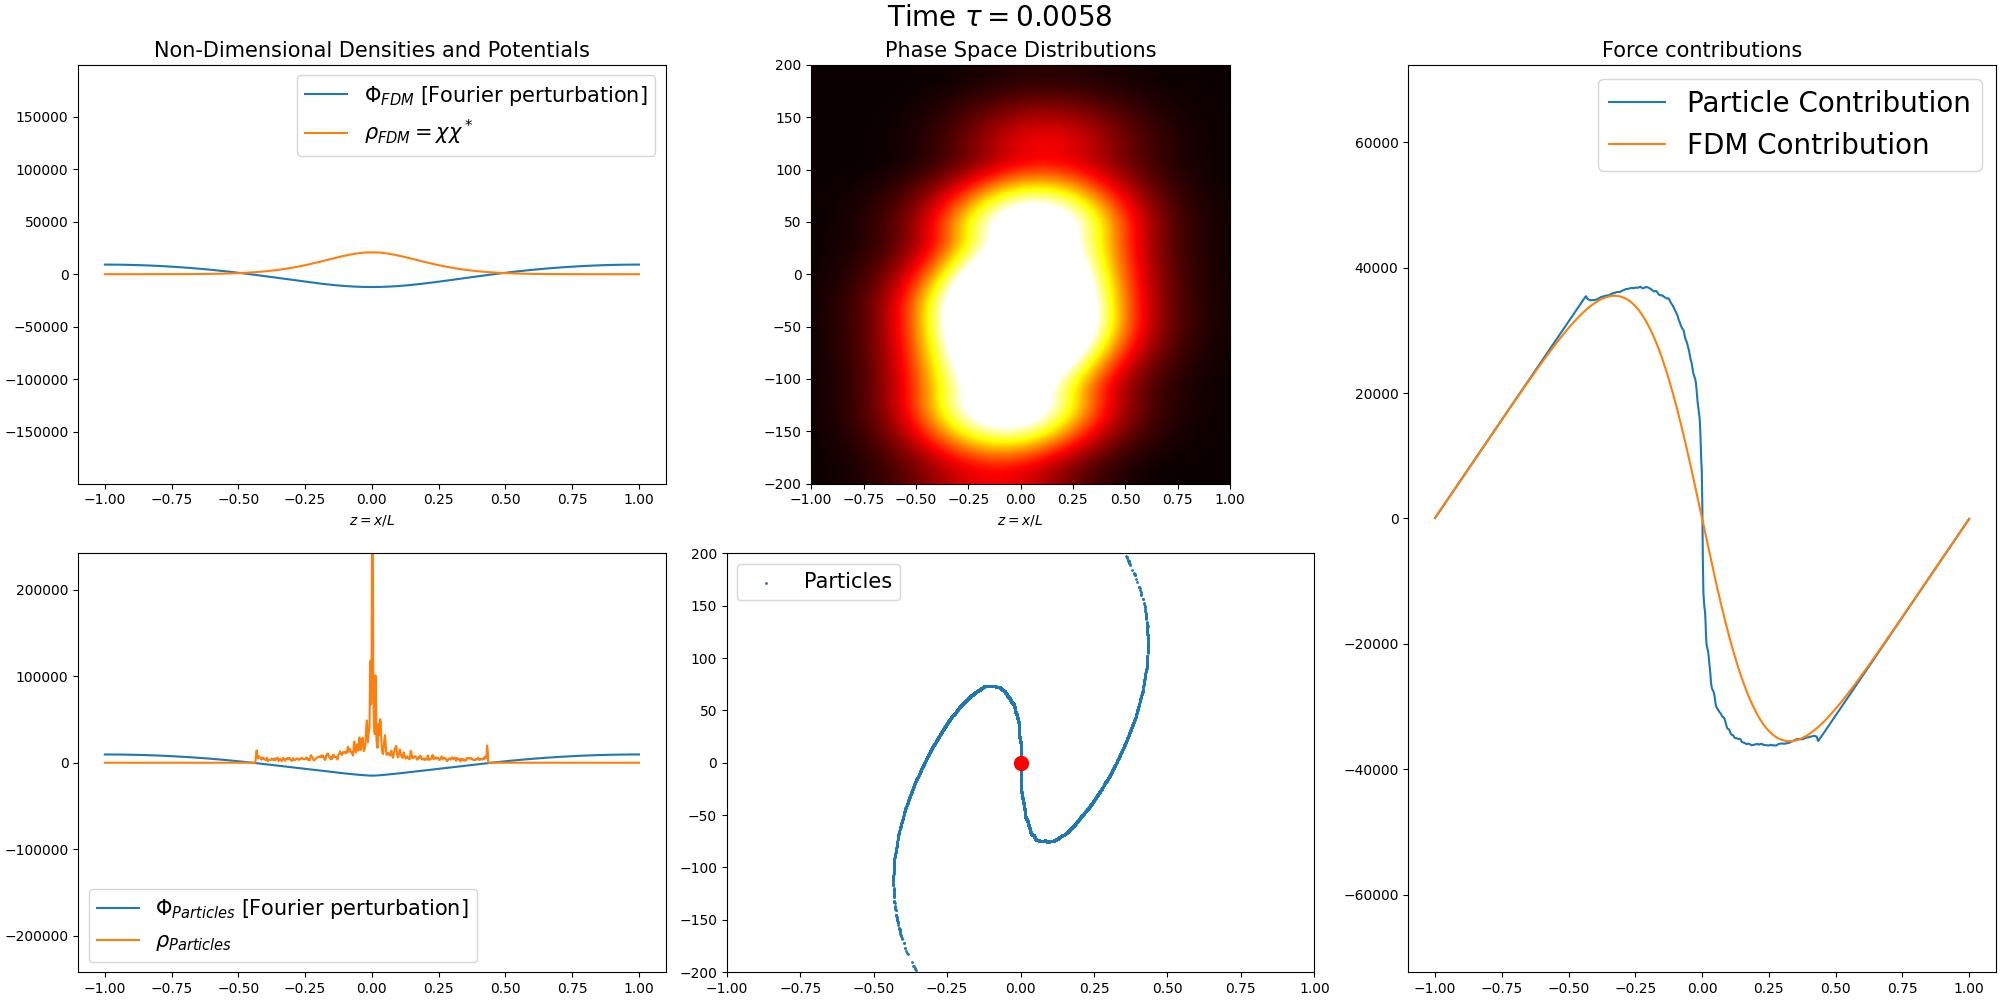 Time τ = 0.0058
Non-Dimensional Densities and Potentials
Φ_FDM [Fourier perturbation]
ρ_FDM = χχ*
150000
100000
50000
0
−50000
−100000
−150000
−1.00 −0.75 −0.50 −0.25 0.00 0.25 0.50 0.75 1.00
z = x/L
Phase Space Distributions
200
150
100
50
0
−50
−100
−150
−200
−1.00 −0.75 −0.50 −0.25 0.00 0.25 0.50 0.75 1.00
z = x/L
Force contributions
Particle Contribution
FDM Contribution
60000
40000
20000
0
−20000
−40000
−60000
−1.00 −0.75 −0.50 −0.25 0.00 0.25 0.50 0.75 1.00
200000
100000
0
−100000
−200000
Φ_Particles [Fourier perturbation]
ρ_Particles
−1.00 −0.75 −0.50 −0.25 0.00 0.25 0.50 0.75 1.00
Particles
200
150
100
50
0
−50
−100
−150
−200
−1.00 −0.75 −0.50 −0.25 0.00 0.25 0.50 0.75 1.00